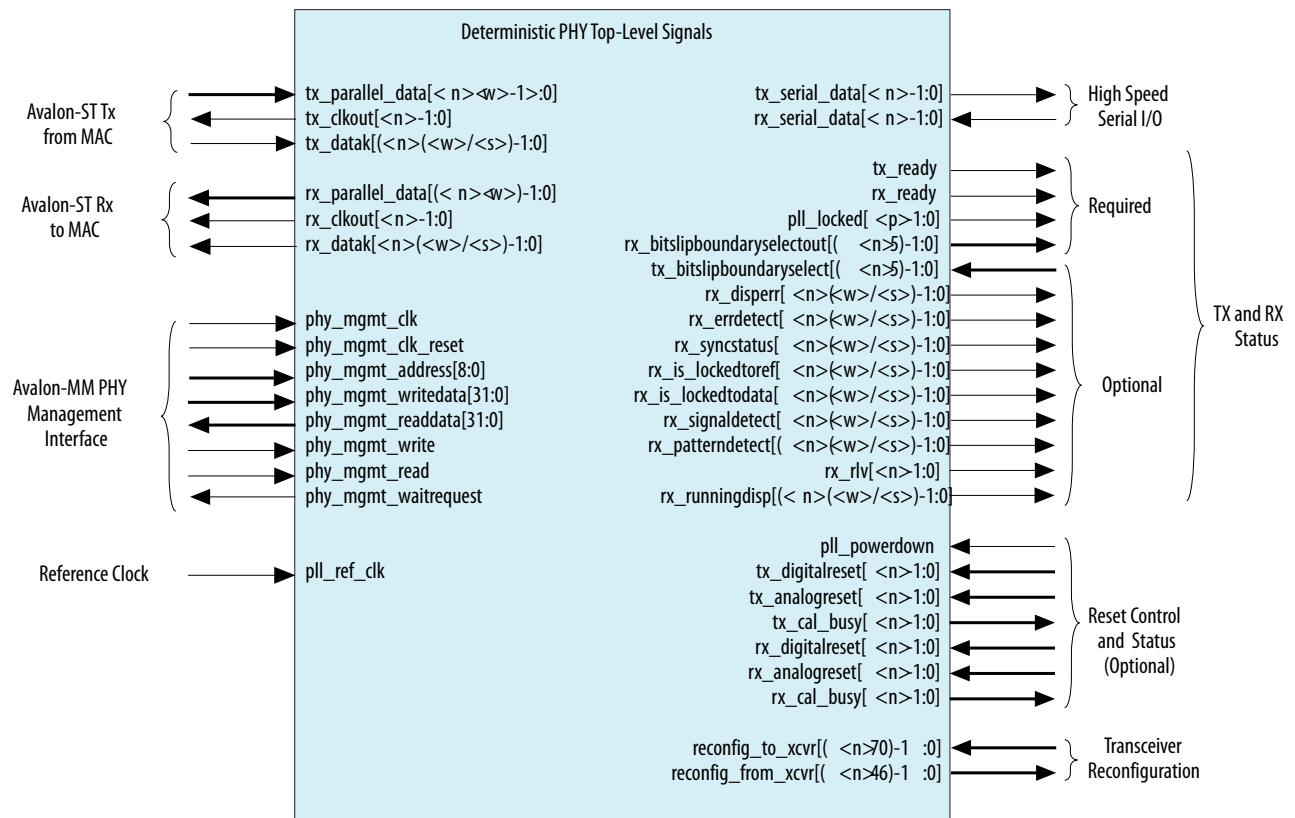 Deterministic PHY Top-Level Signals
Avalon-ST Tx
from MAC
tx_parallel_data[< n><w>-1>:0]
tx_clkout[<n>-1:0]
tx_datak[(<n>(<w>/<s>)-1:0]
Avalon-ST Rx
to MAC
rx_parallel_data[(< n><w>)-1:0]
rx_clkout[<n>-1:0]
rx_datak[<n>(<w>/<s>)-1:0]
Avalon-MM PHY
Management
Interface
phy_mgmt_clk
phy_mgmt_clk_reset
phy_mgmt_address[8:0]
phy_mgmt_writedata[31:0]
phy_mgmt_readdata[31:0]
phy_mgmt_write
phy_mgmt_read
phy_mgmt_waitrequest
Reference Clock
pll_ref_clk
tx_serial_data[< n>-1:0]
rx_serial_data[< n>-1:0]
High Speed
Serial I/O
tx_ready
rx_ready
pll_locked[ <p>1:0]
rx_bitslipboundaryselectout[( <n>5)-1:0]
Required
tx_bitslipboundaryselect[( <n>5)-1:0]
rx_disperr[ <n>(<w>/<s>)-1:0]
rx_errdetect[ <n>(<w>/<s>)-1:0]
rx_syncstatus[ <n>(<w>/<s>)-1:0]
rx_is_lockedtoref[ <n>(<w>/<s>)-1:0]
rx_is_lockedtodata[ <n>(<w>/<s>)-1:0]
rx_signaldetect[ <n>(<w>/<s>)-1:0]
rx_patterndetect[( <n>(<w>/<s>)-1:0]
rx_rlv[<n>1:0]
rx_runningdisp[(< n>(<w>/<s>)-1:0]
Optional
TX and RX
Status
pll_powerdown
tx_digitalreset[ <n>1:0]
tx_analogreset[ <n>1:0]
tx_cal_busy[ <n>1:0]
rx_digitalreset[ <n>1:0]
rx_analogreset[ <n>1:0]
rx_cal_busy[ <n>1:0]
Reset Control
and Status
(Optional)
reconfig_to_xcvr[( <n>70)-1 :0]
reconfig_from_xcvr[( <n>46)-1 :0]
Transceiver
Reconfiguration